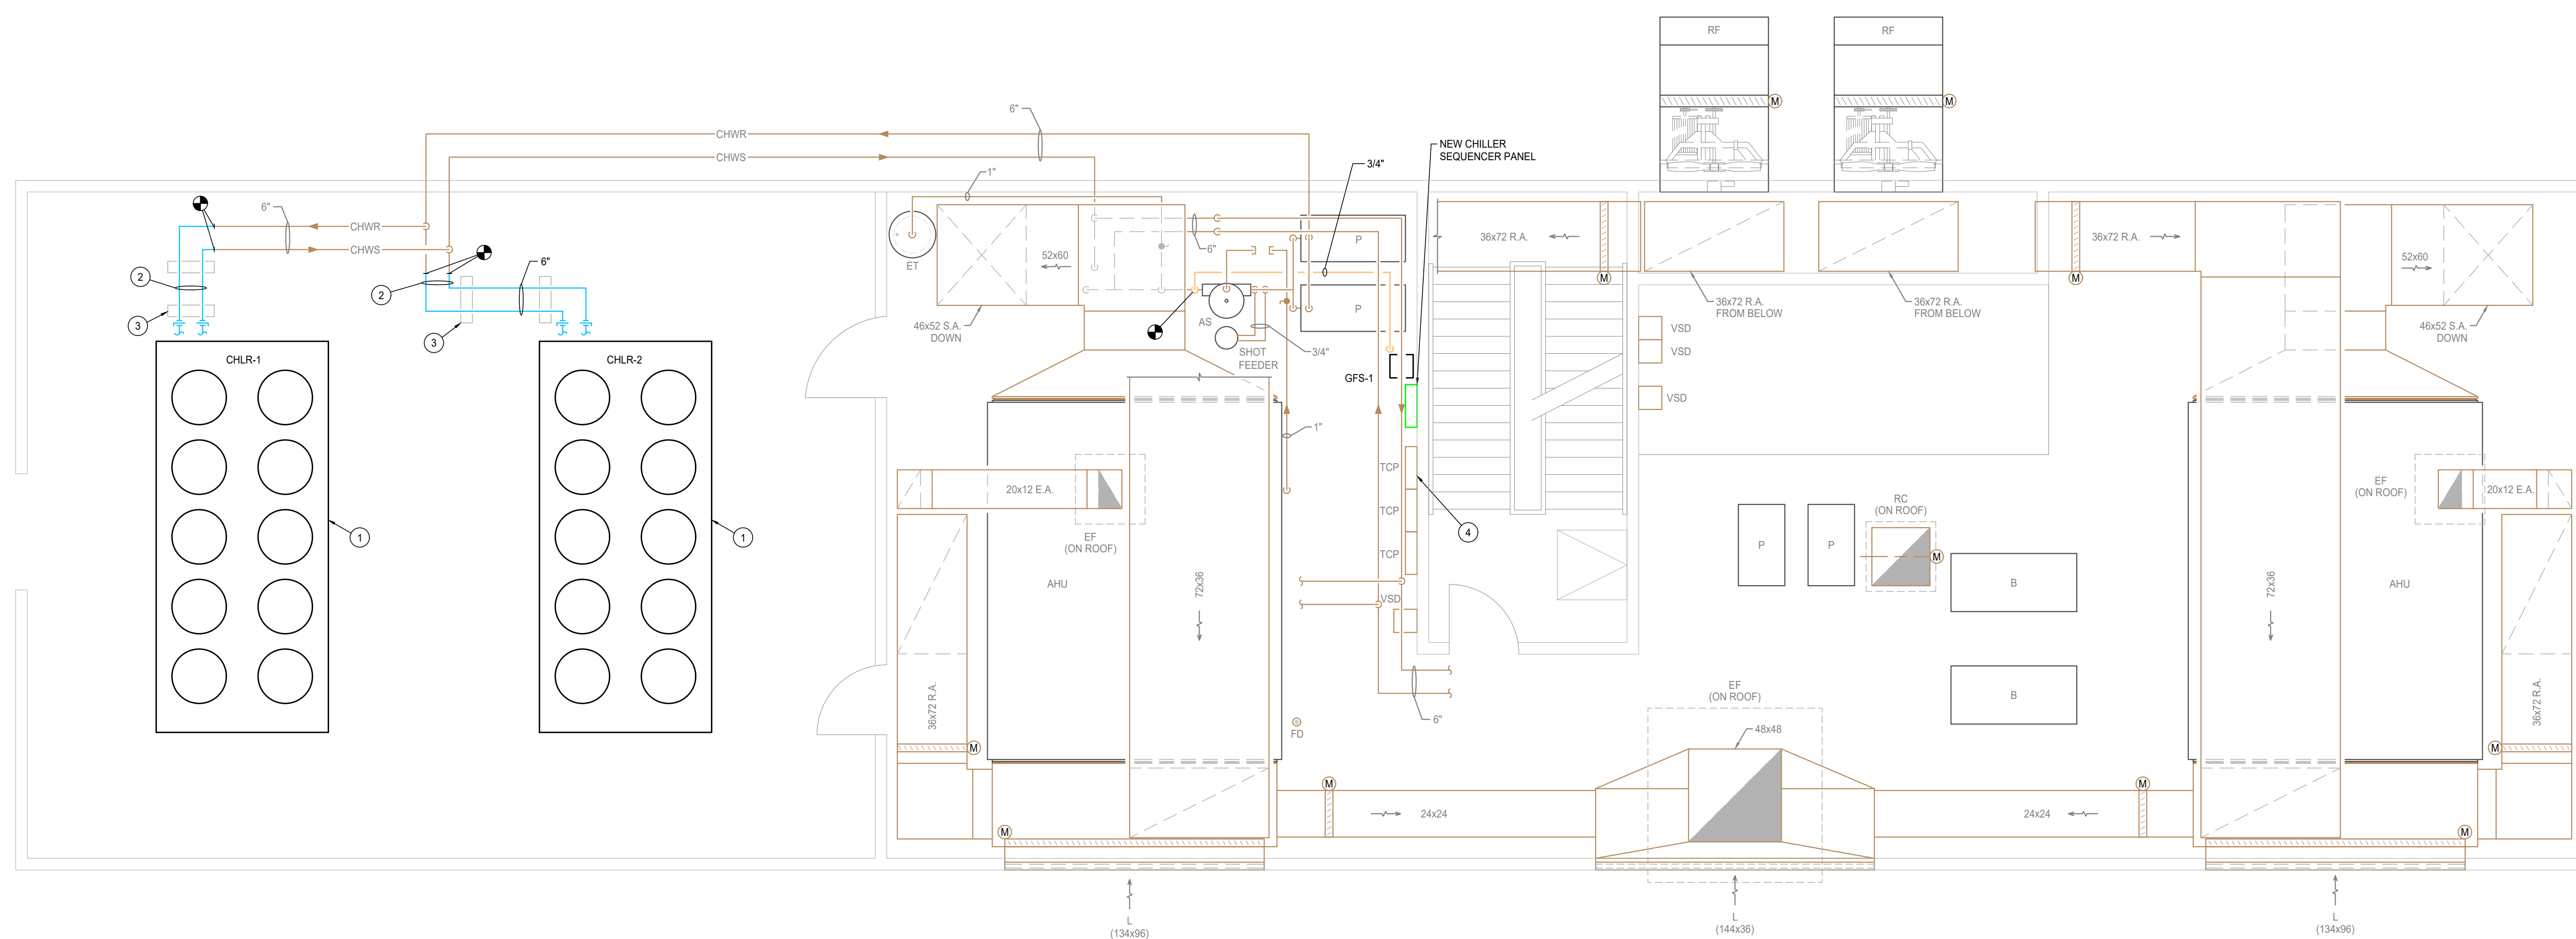 RF
RF
M
M
6"
CHWR
CHWS
NEW CHILLER
SEQUENCER PANEL
3/4"
1"
6"
CHWR
CHWS
6"
2
2
3
3
ET
52x60
6"
P
P
46x52 S.A.
DOWN
AS
SHOT
FEEDER
3/4"
GFS-1
36x72 R.A.
M
36x72 R.A.
M
36x72 R.A.
FROM BELOW
36x72 R.A.
FROM BELOW
52x60
46x52 S.A.
DOWN
VSD
VSD
VSD
CHLR-1
CHLR-2
1
1
1"
20x12 E.A.
EF
(ON ROOF)
AHU
72x36
TCP
TCP
TCP
VSD
4
P
P
RC
(ON ROOF)
M
B
B
72x36
EF
(ON ROOF)
20x12 E.A.
AHU
36x72 R.A.
M
36x72 R.A.
M
6"
FD
EF
(ON ROOF)
48x48
M
M
24x24
24x24
M
M
L
(134x96)
L
(144x36)
L
(134x96)